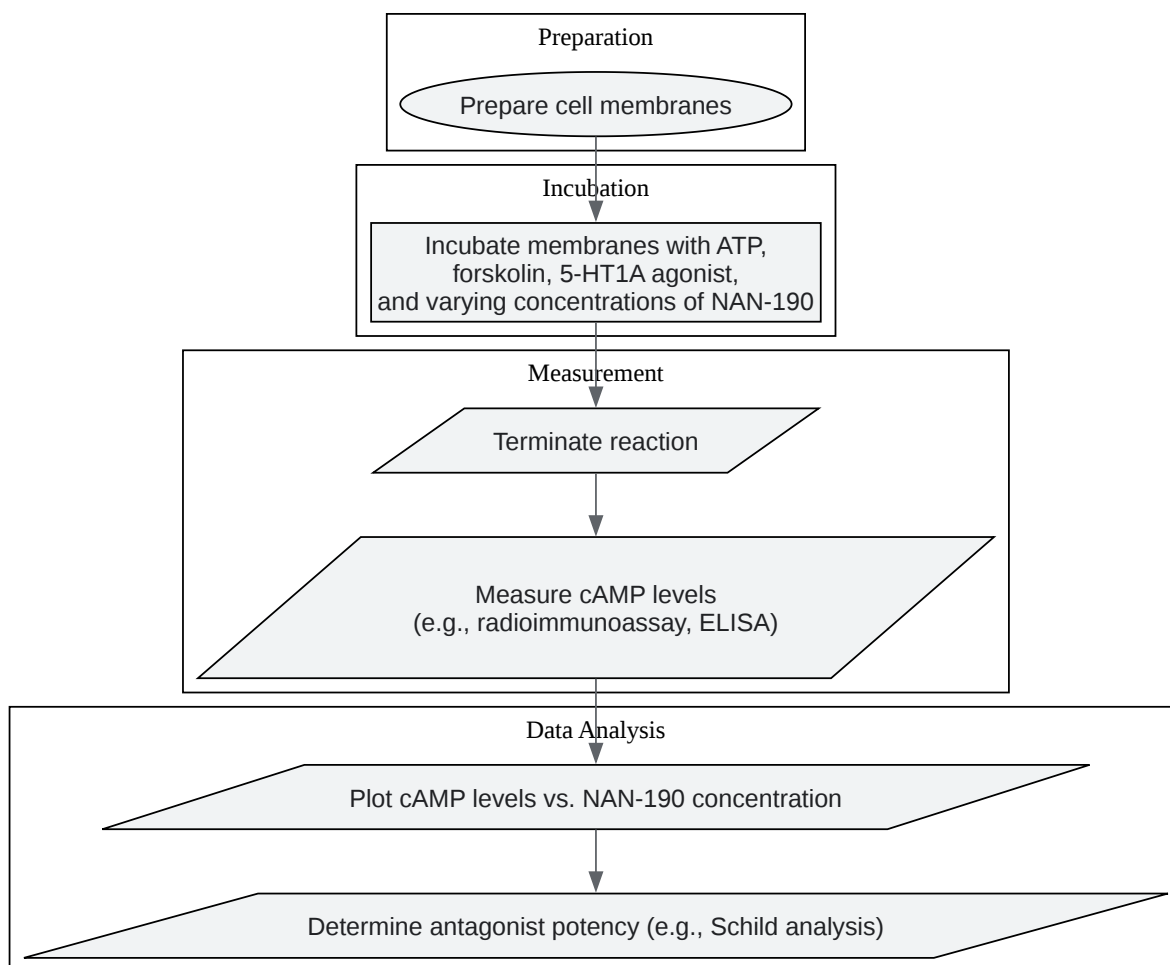 Preparation
Prepare cell membranes
Incubation
Incubate membranes with ATP,
forskolin, 5-HT1A agonist,
and varying concentrations of NAN-190
Measurement
Terminate reaction
Measure cAMP levels
(e.g., radioimmunoassay, ELISA)
Data Analysis
Plot cAMP levels vs. NAN-190 concentration
Determine antagonist potency (e.g., Schild analysis)